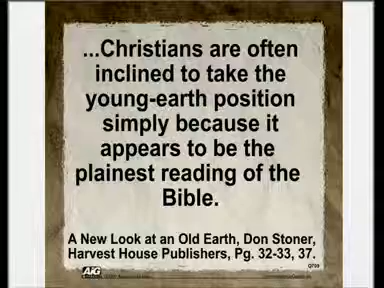 ...Christians are often
inclined to take the
young-earth position
simply because it
appears to be the
plainest reading of the
Bible.
A New Look at an Old Earth, Don Stoner,
Harvest House Publishers, Pg. 32-33, 37.
AiG